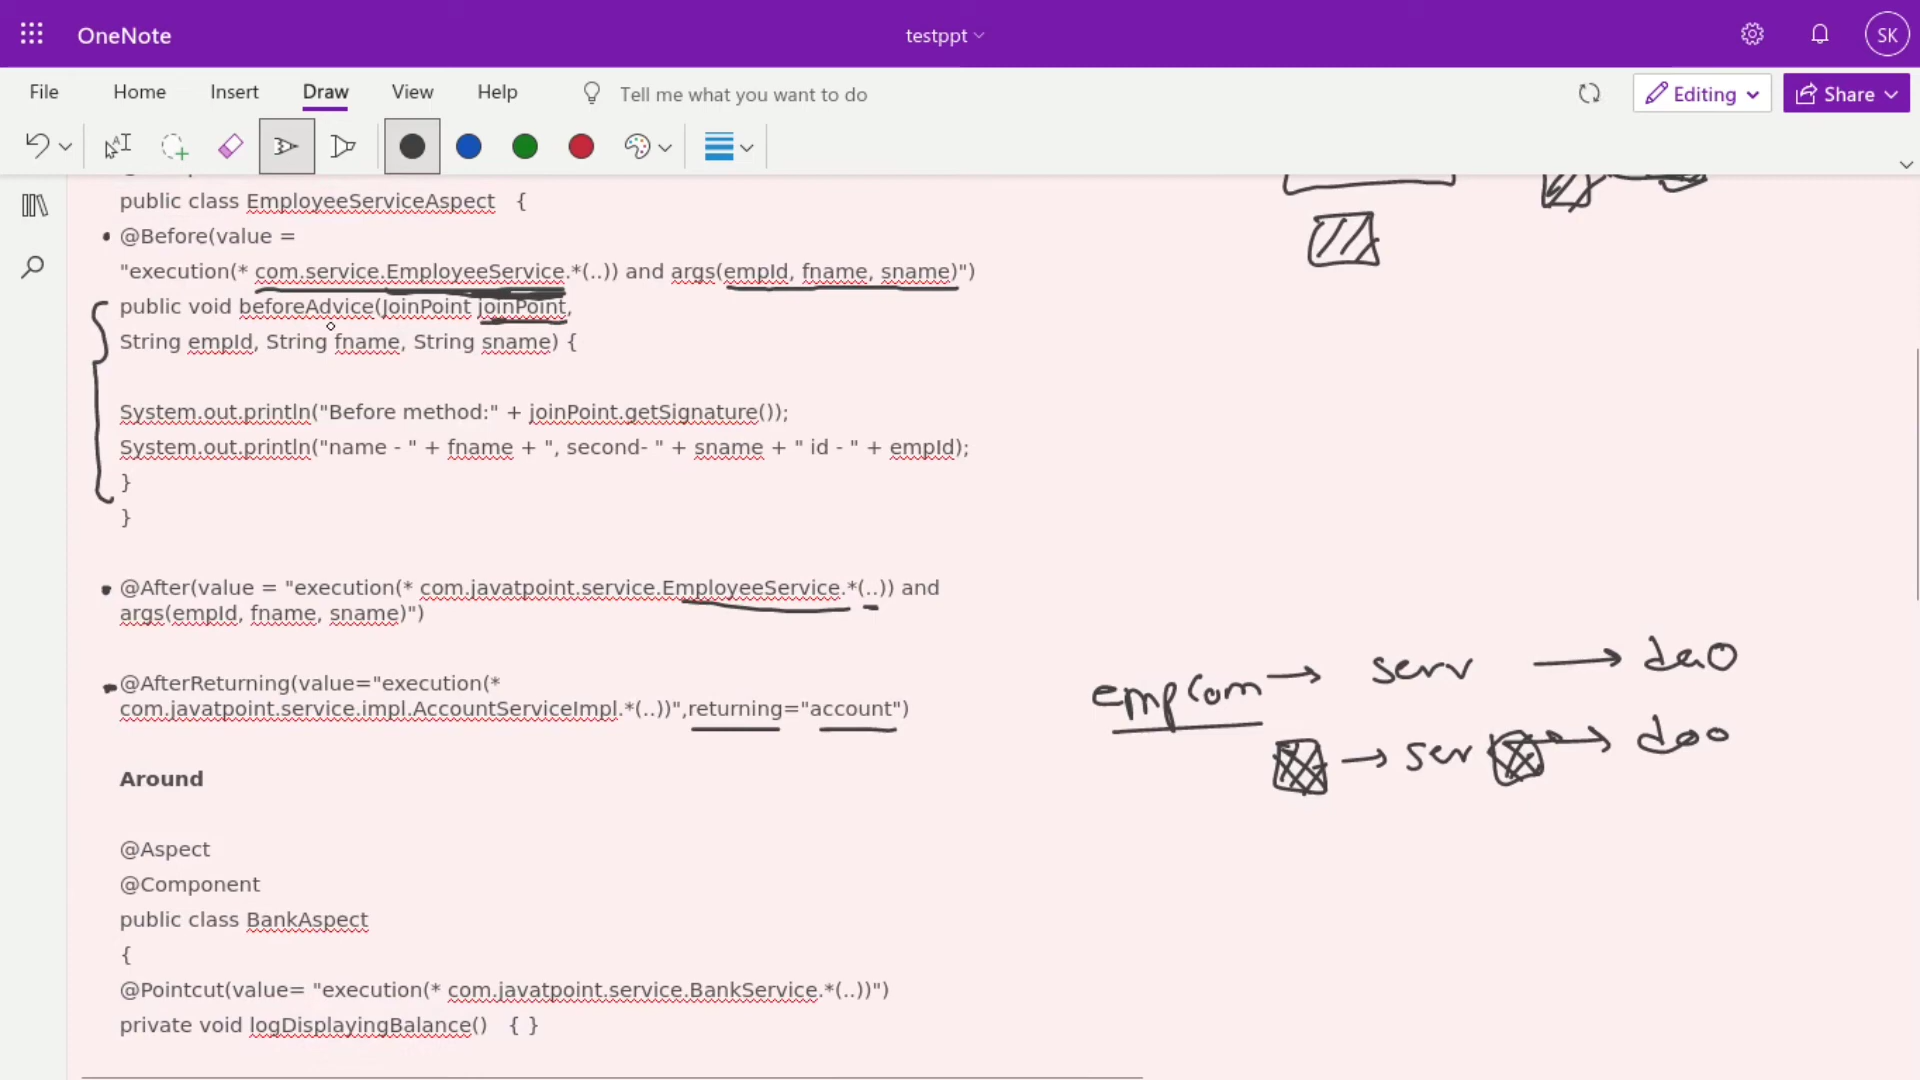 OneNote
testppt
SK
File Home Insert Draw View Help Tell me what you want to do
Editing Share
public class EmployeeServiceAspect {
@Before(value =
"execution(* com.service.EmployeeService.*(..)) and args(empId, fname, sname)")
public void beforeAdvice(JoinPoint joinPoint,
String empId, String fname, String sname) {
System.out.println("Before method:" + joinPoint.getSignature());
System.out.println("name - " + fname + ", second- " + sname + " id - " + empId);
}
}
@After(value = "execution(* com.javatpoint.service.EmployeeService.*(..)) and
args(empId, fname, sname)")
@AfterReturning(value="execution(*
com.javatpoint.service.impl.AccountServiceImpl.*(..))",returning="account")
Around
@Aspect
@Component
public class BankAspect
{
@Pointcut(value= "execution(* com.javatpoint.service.BankService.*(..))")
private void logDisplayingBalance() { }
empCom → serv → dao
→ ser → dao